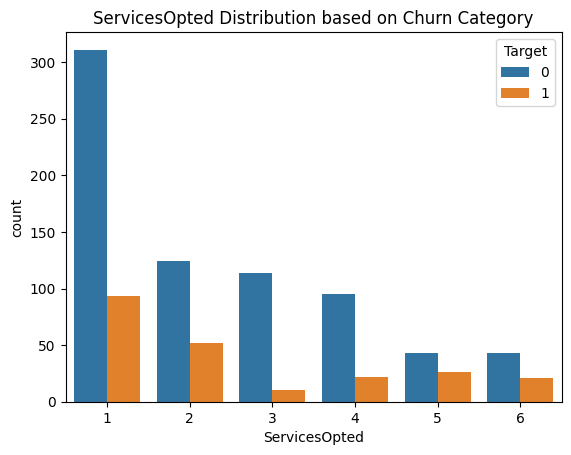 ServicesOpted Distribution based on Churn Category
Target
0
1
300
250
200
150
100
50
0
count
1 2 3 4 5 6
ServicesOpted